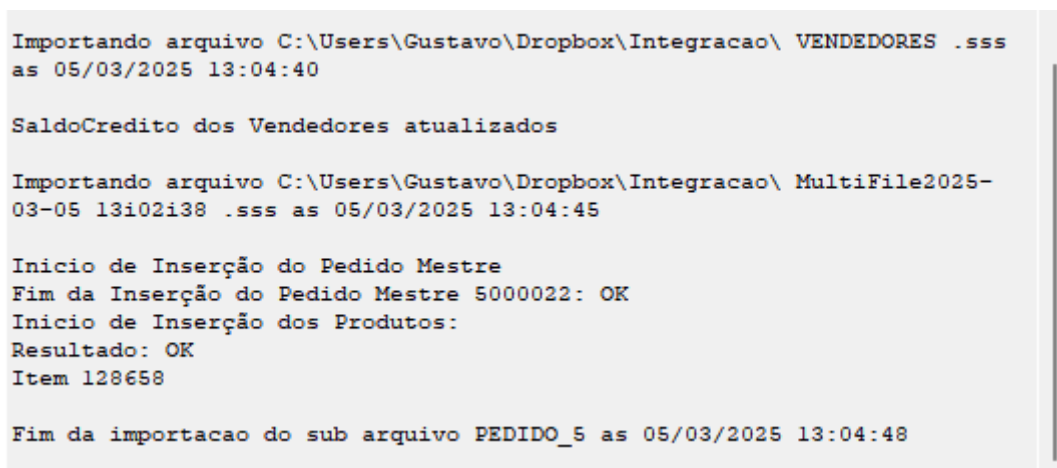 Importando arquivo C:\Users\Gustavo\Dropbox\Integracao\ VENDEDORES .sss
as 05/03/2025 13:04:40
SaldoCredito dos Vendedores atualizados
Importando arquivo C:\Users\Gustavo\Dropbox\Integracao\ MultiFile2025-
03-05 13i02i38 .sss as 05/03/2025 13:04:45
Inicio de Inserção do Pedido Mestre
Fim da Inserção do Pedido Mestre 5000022: OK
Inicio de Inserção dos Produtos:
Resultado: OK
Item 128658
Fim da importacao do sub arquivo PEDIDO_5 as 05/03/2025 13:04:48